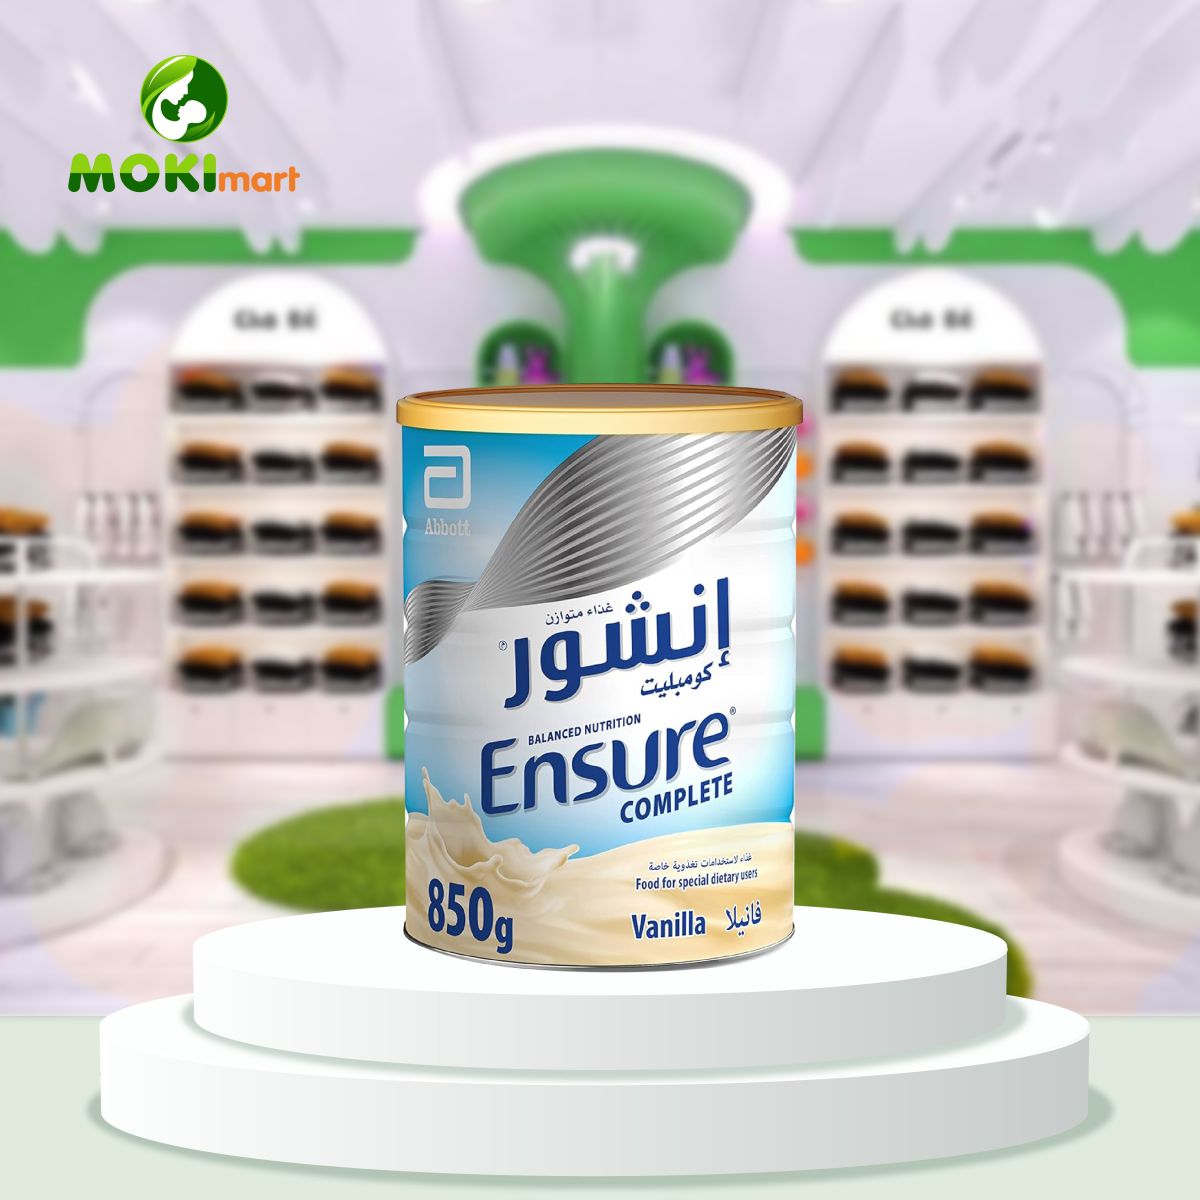 MOKImart
Abbott
غذاء متوازن
إنشور®
كومبليت
BALANCED NUTRITION
Ensure®
COMPLETE
غذاء لاستخدامات تغذوية خاصة
Food for special dietary users
850g
Vanilla فانيلا